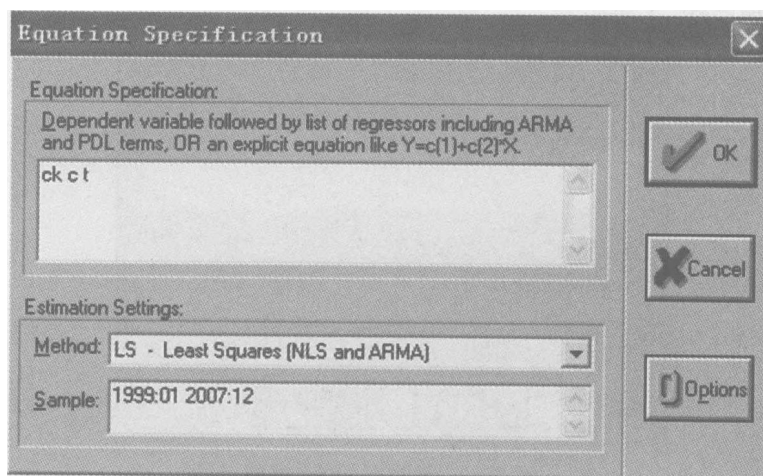 Equation Specification
Equation Specification:
Dependent variable followed by list of regressors including ARMA
and PDL terms, OR an explicit equation like Y=c(1)+c(2)*X.
ck c t
OK
Cancel
Estimation Settings:
Method: LS - Least Squares (NLS and ARMA)
Sample: 1999:01 2007:12
Options